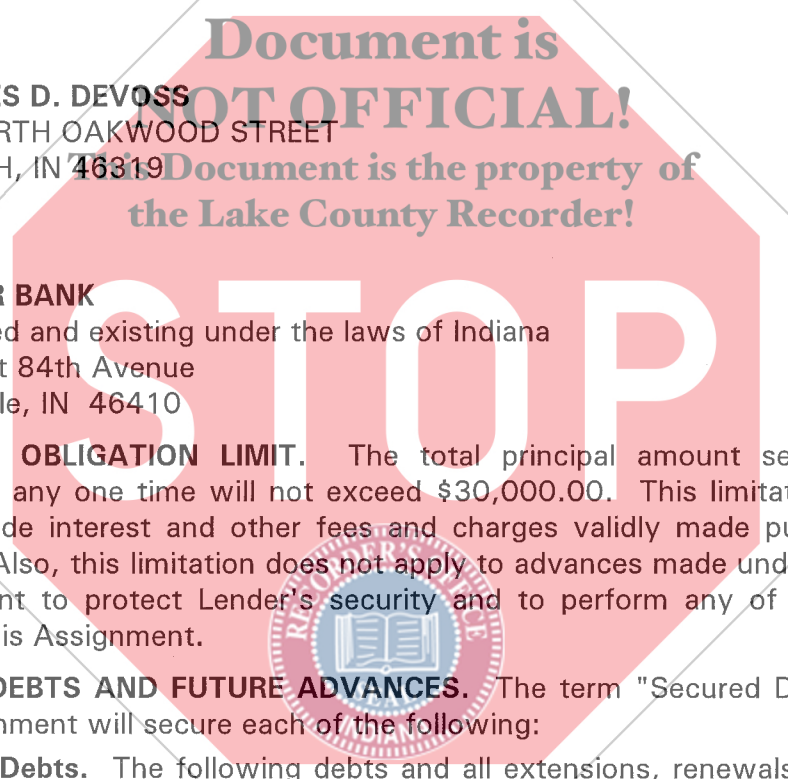 Document is
NOT OFFICIAL!
This Document is the property of
the Lake County Recorder!
STOP
ES D. DEVOSS
RTH OAKWOOD STREET
H, IN 46319
R BANK
ed and existing under the laws of Indiana
t 84th Avenue
le, IN 46410
OBLIGATION LIMIT. The total principal amount se
any one time will not exceed $30,000.00. This limitat
de interest and other fees and charges validly made pu
Also, this limitation does not apply to advances made und
nt to protect Lender's security and to perform any of
is Assignment.
DEBTS AND FUTURE ADVANCES. The term "Secured D
nment will secure each of the following:
Debts. The following debts and all extensions, renewals
SEAL
INDIANA